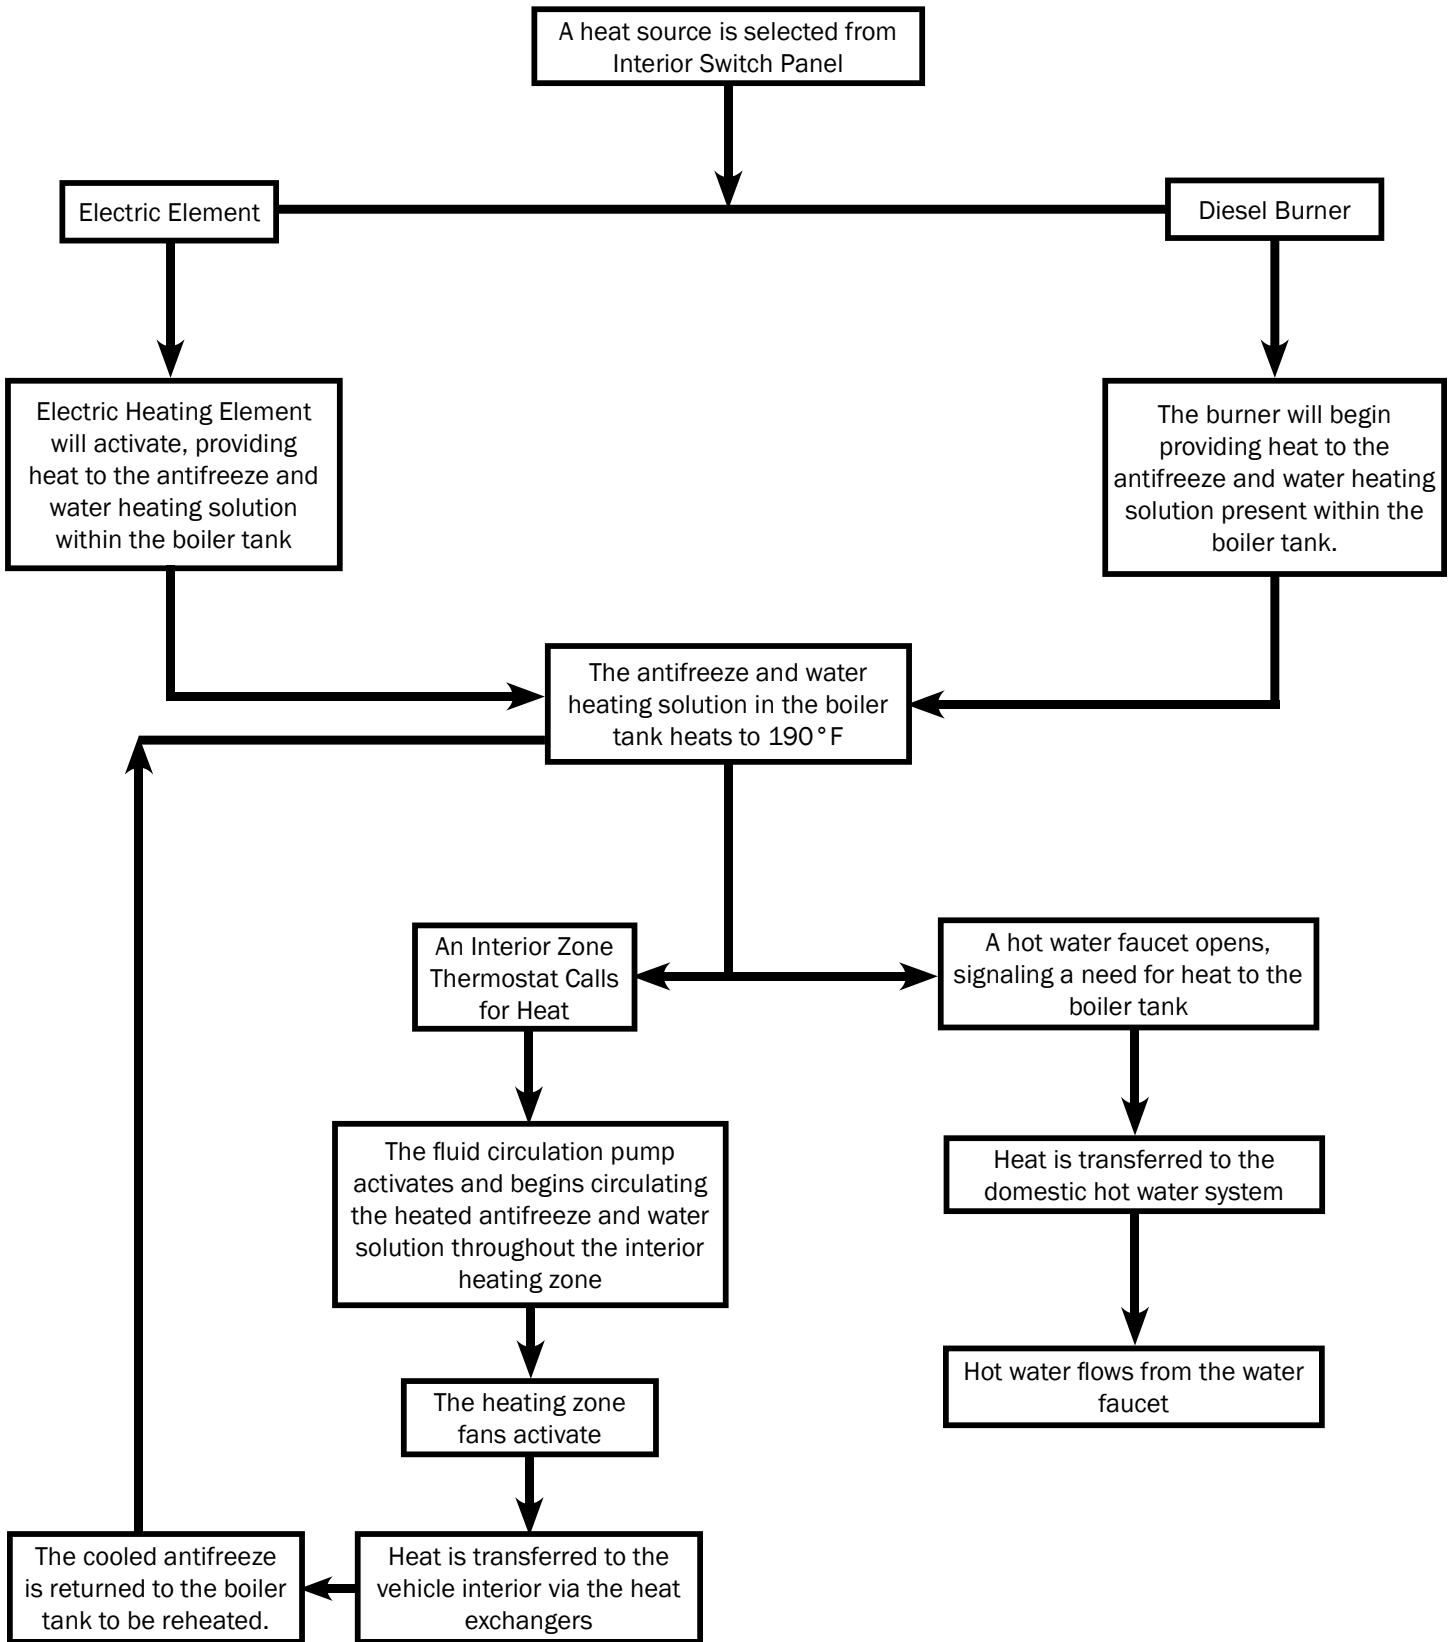 A heat source is selected from
Interior Switch Panel
Electric Element
Diesel Burner
Electric Heating Element
will activate, providing
heat to the antifreeze and
water heating solution
within the boiler tank
The burner will begin
providing heat to the
antifreeze and water heating
solution present within the
boiler tank.
The antifreeze and water
heating solution in the boiler
tank heats to 190°F
An Interior Zone
Thermostat Calls
for Heat
A hot water faucet opens,
signaling a need for heat to the
boiler tank
The fluid circulation pump
activates and begins circulating
the heated antifreeze and water
solution throughout the interior
heating zone
Heat is transferred to the
domestic hot water system
The heating zone
fans activate
Hot water flows from the water
faucet
The cooled antifreeze
is returned to the boiler
tank to be reheated.
Heat is transferred to the
vehicle interior via the heat
exchangers